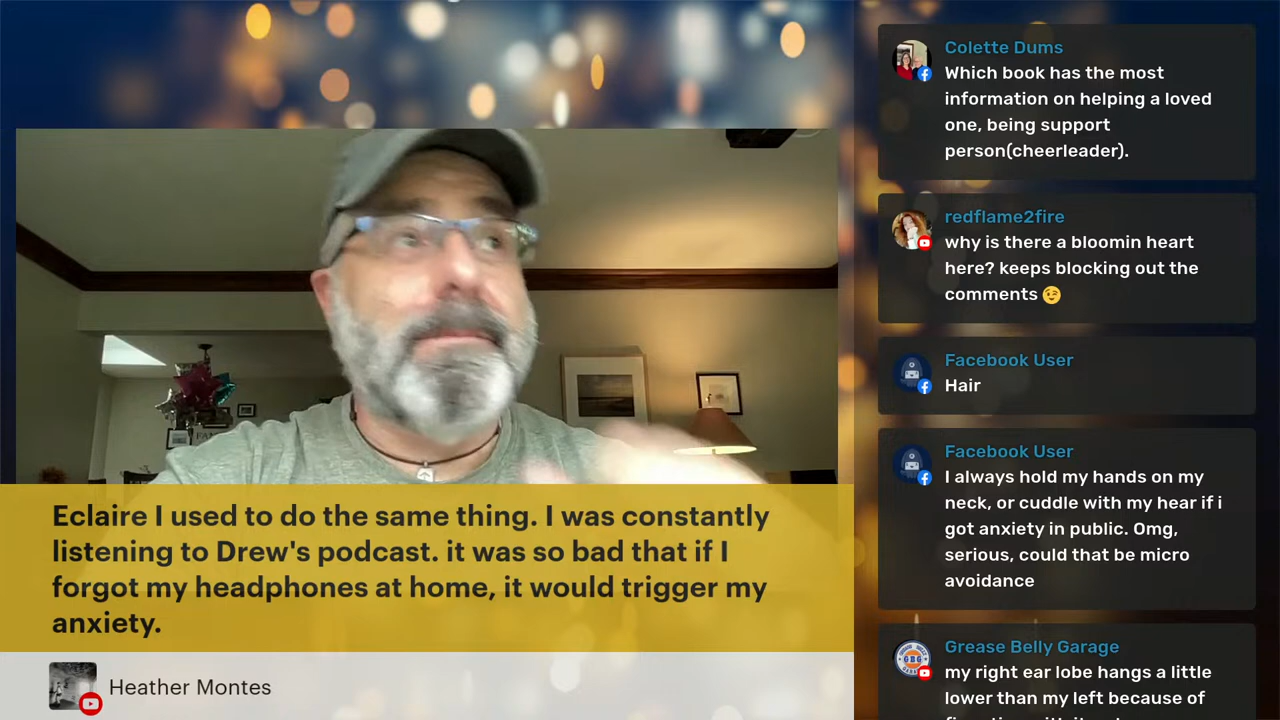 Eclaire I used to do the same thing. I was constantly
listening to Drew's podcast. it was so bad that if I
forgot my headphones at home, it would trigger my
anxiety.
Heather Montes
Colette Dums
Which book has the most
information on helping a loved
one, being support
person(cheerleader).
redflame2fire
why is there a bloomin heart
here? keeps blocking out the
comments 😉
Facebook User
Hair
Facebook User
I always hold my hands on my
neck, or cuddle with my hear if i
got anxiety in public. Omg,
serious, could that be micro
avoidance
Grease Belly Garage
my right ear lobe hangs a little
lower than my left because of